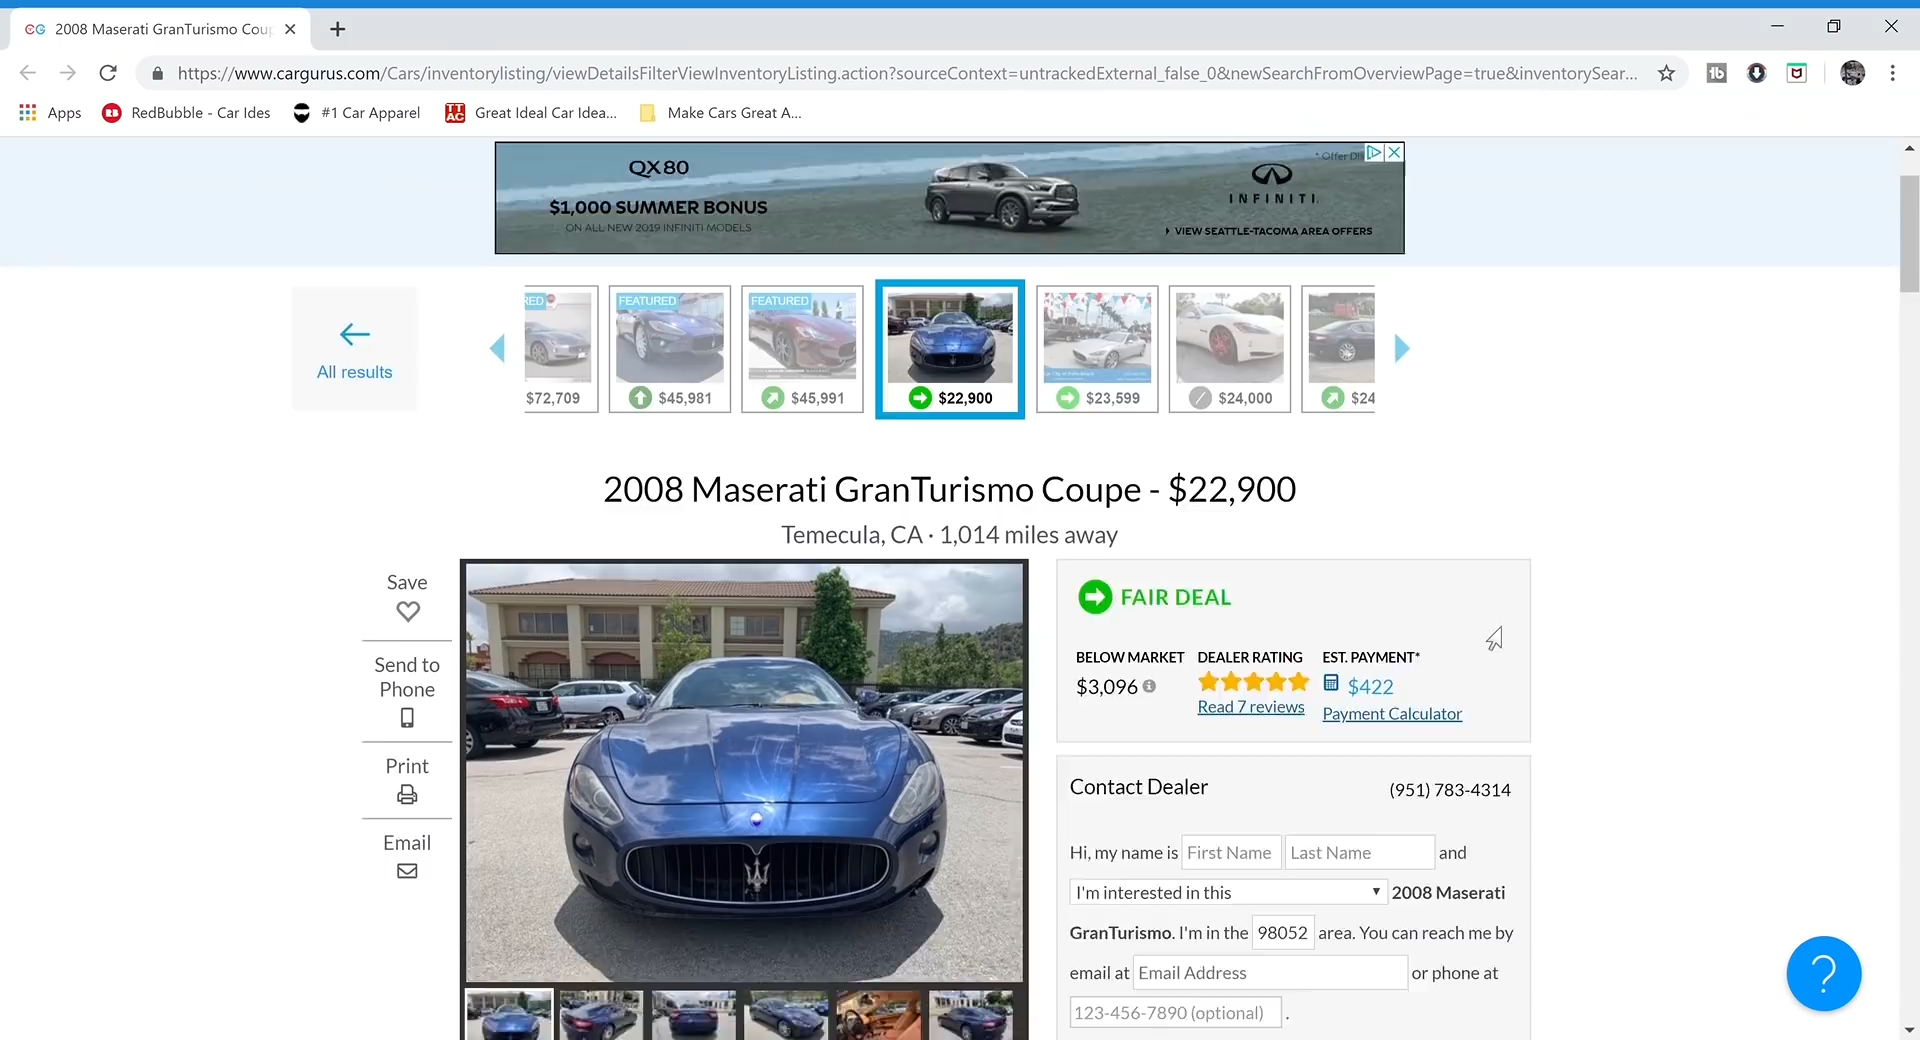 2008 Maserati GranTurismo Cou
https://www.cargurus.com/Cars/inventorylisting/viewDetailsFilterViewInventoryListing.action?sourceContext=untrackedExternal_false_0&newSearchFromOverviewPage=true&inventorySear...
Apps RedBubble - Car Ides #1 Car Apparel TTAC Great Ideal Car Idea... Make Cars Great A...
QX80
$1,000 SUMMER BONUS
ON ALL NEW 2019 INFINITI MODELS
* Offer
INFINITI
VIEW SEATTLE-TACOMA AREA OFFERS
All results
RED
$72,709
FEATURED
$45,981
FEATURED
$45,991
$22,900
$23,599
$24,000
$24
2008 Maserati GranTurismo Coupe - $22,900
Temecula, CA · 1,014 miles away
Save
Send to
Phone
Print
Email
FAIR DEAL
BELOW MARKET DEALER RATING EST. PAYMENT*
$3,096 $422
Read 7 reviews Payment Calculator
Contact Dealer (951) 783-4314
Hi, my name is First Name Last Name and
I'm interested in this 2008 Maserati
GranTurismo. I'm in the 98052 area. You can reach me by
email at Email Address or phone at
123-456-7890 (optional) .
?